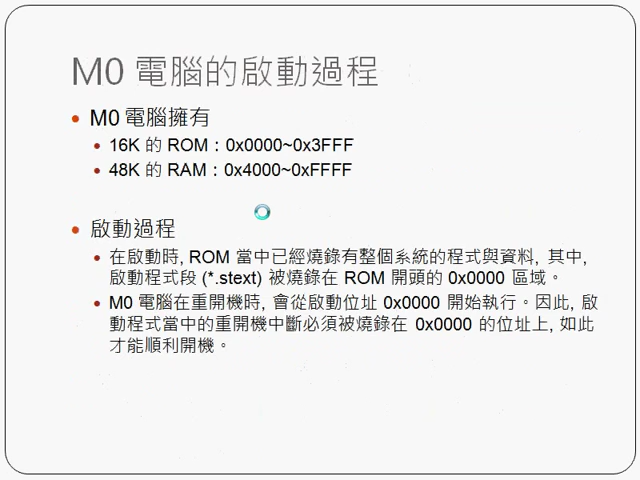 M0 電腦的啟動過程
M0 電腦擁有
16K 的 ROM：0x0000~0x3FFF
48K 的 RAM：0x4000~0xFFFF
啟動過程
在啟動時, ROM 當中已經燒錄有整個系統的程式與資料, 其中,
啟動程式段 (*.stext) 被燒錄在 ROM 開頭的 0x0000 區域。
M0 電腦在重開機時, 會從啟動位址 0x0000 開始執行。因此, 啟
動程式當中的重開機中斷必須被燒錄在 0x0000 的位址上, 如此
才能順利開機。